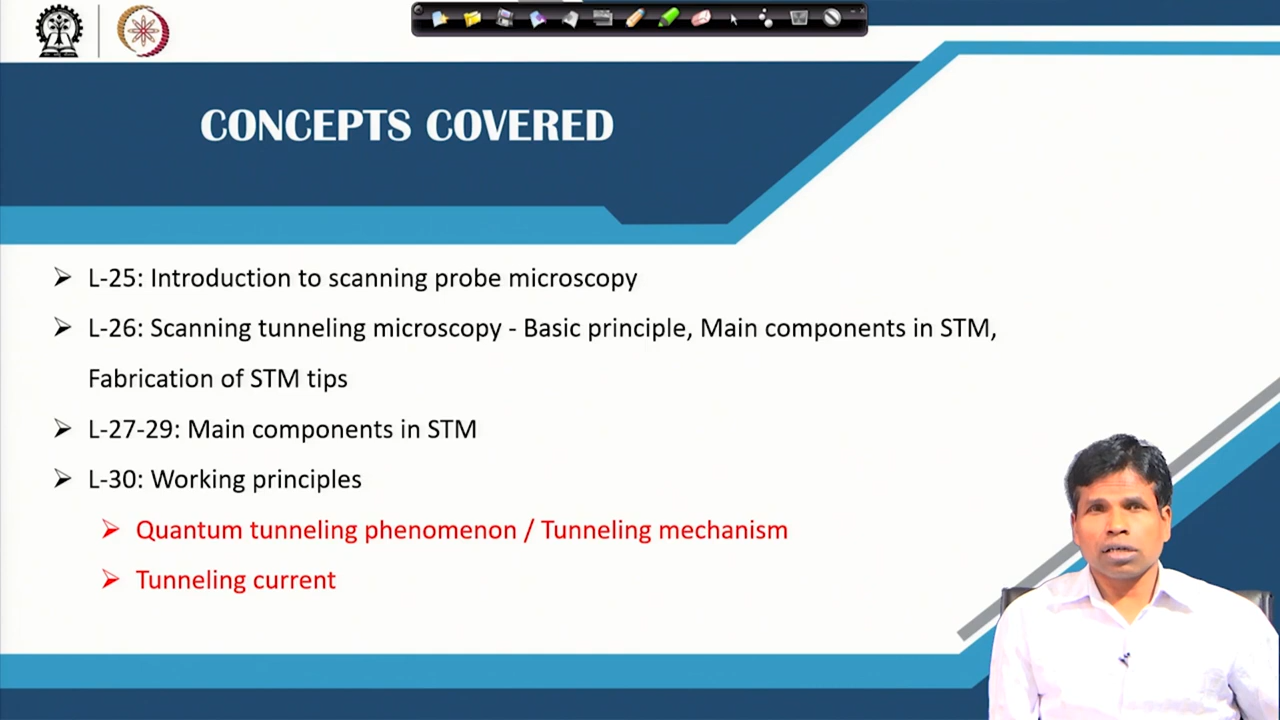 CONCEPTS COVERED
L-25: Introduction to scanning probe microscopy
L-26: Scanning tunneling microscopy - Basic principle, Main components in STM,
Fabrication of STM tips
L-27-29: Main components in STM
L-30: Working principles
Quantum tunneling phenomenon / Tunneling mechanism
Tunneling current